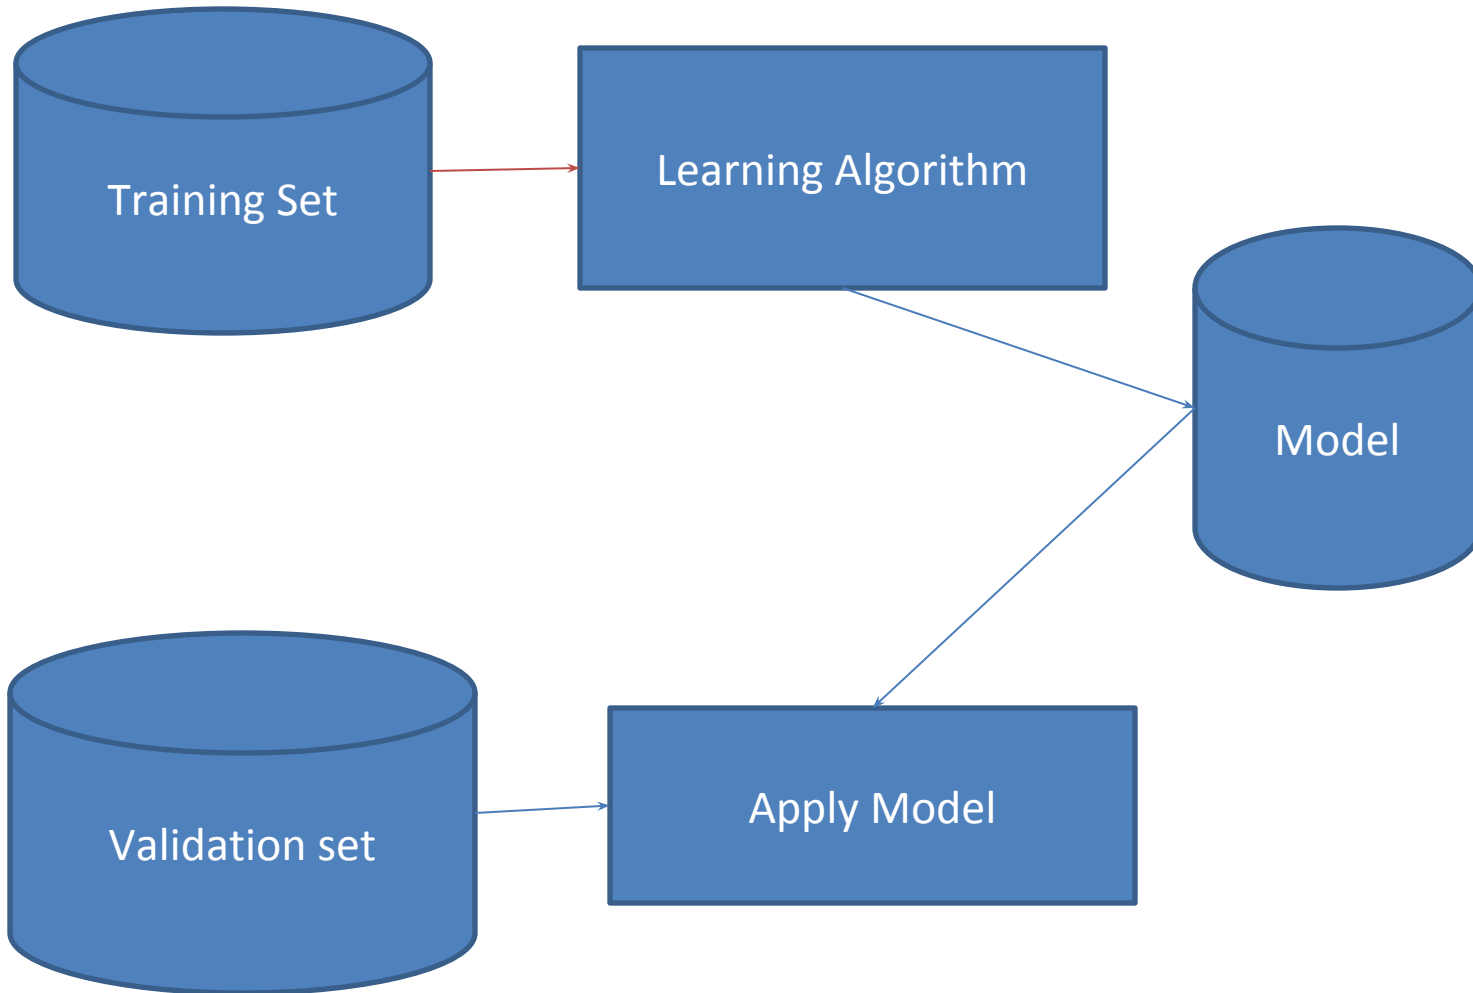 Training Set
Learning Algorithm
Model
Validation set
Apply Model